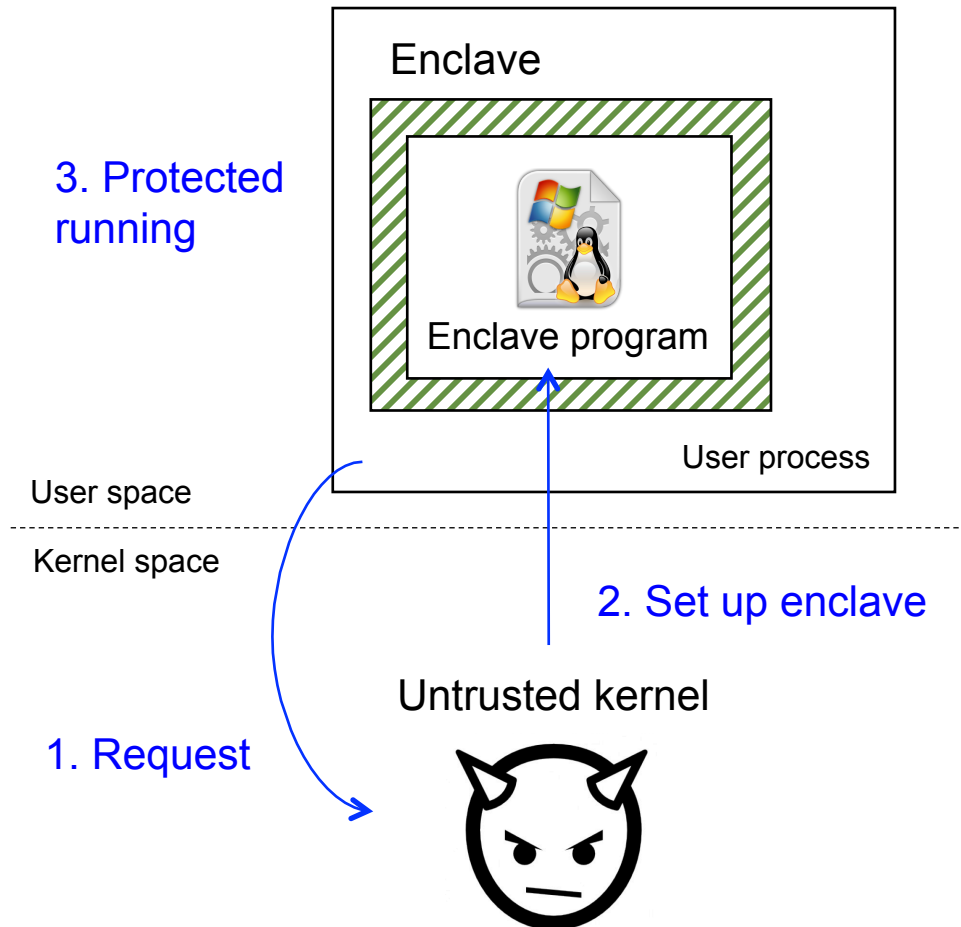 Enclave
3. Protected
running
Enclave program
User process
User space
Kernel space
2. Set up enclave
Untrusted kernel
1. Request